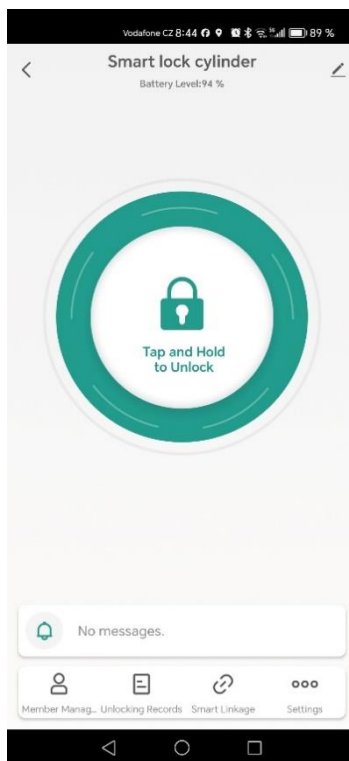 Vodafone CZ 8:44 89 %
Smart lock cylinder
Battery Level:94 %
Tap and Hold
to Unlock
No messages.
Member Manag... Unlocking Records Smart Linkage Settings